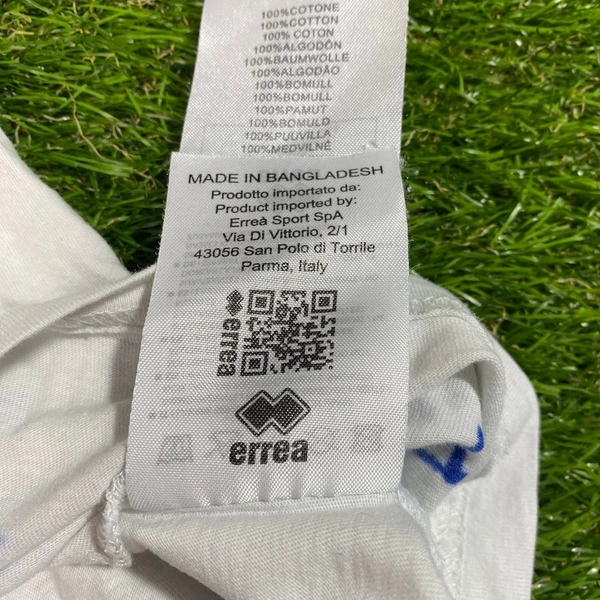 100%COTONE
100%COTTON
100% COTON
100%ALGODÓN
100%BAUMWOLLE
100%ALGODÃO
100%BOMULL
100%BOMULL
100%PAMUT
100%BOMULD
100%PUUVILLA
100%MEDVILNĖ
MADE IN BANGLADESH
Prodotto importato da:
Product imported by:
Erreà Sport SpA
Via Di Vittorio, 2/1
43056 San Polo di Torrile
Parma, Italy
errea
errea